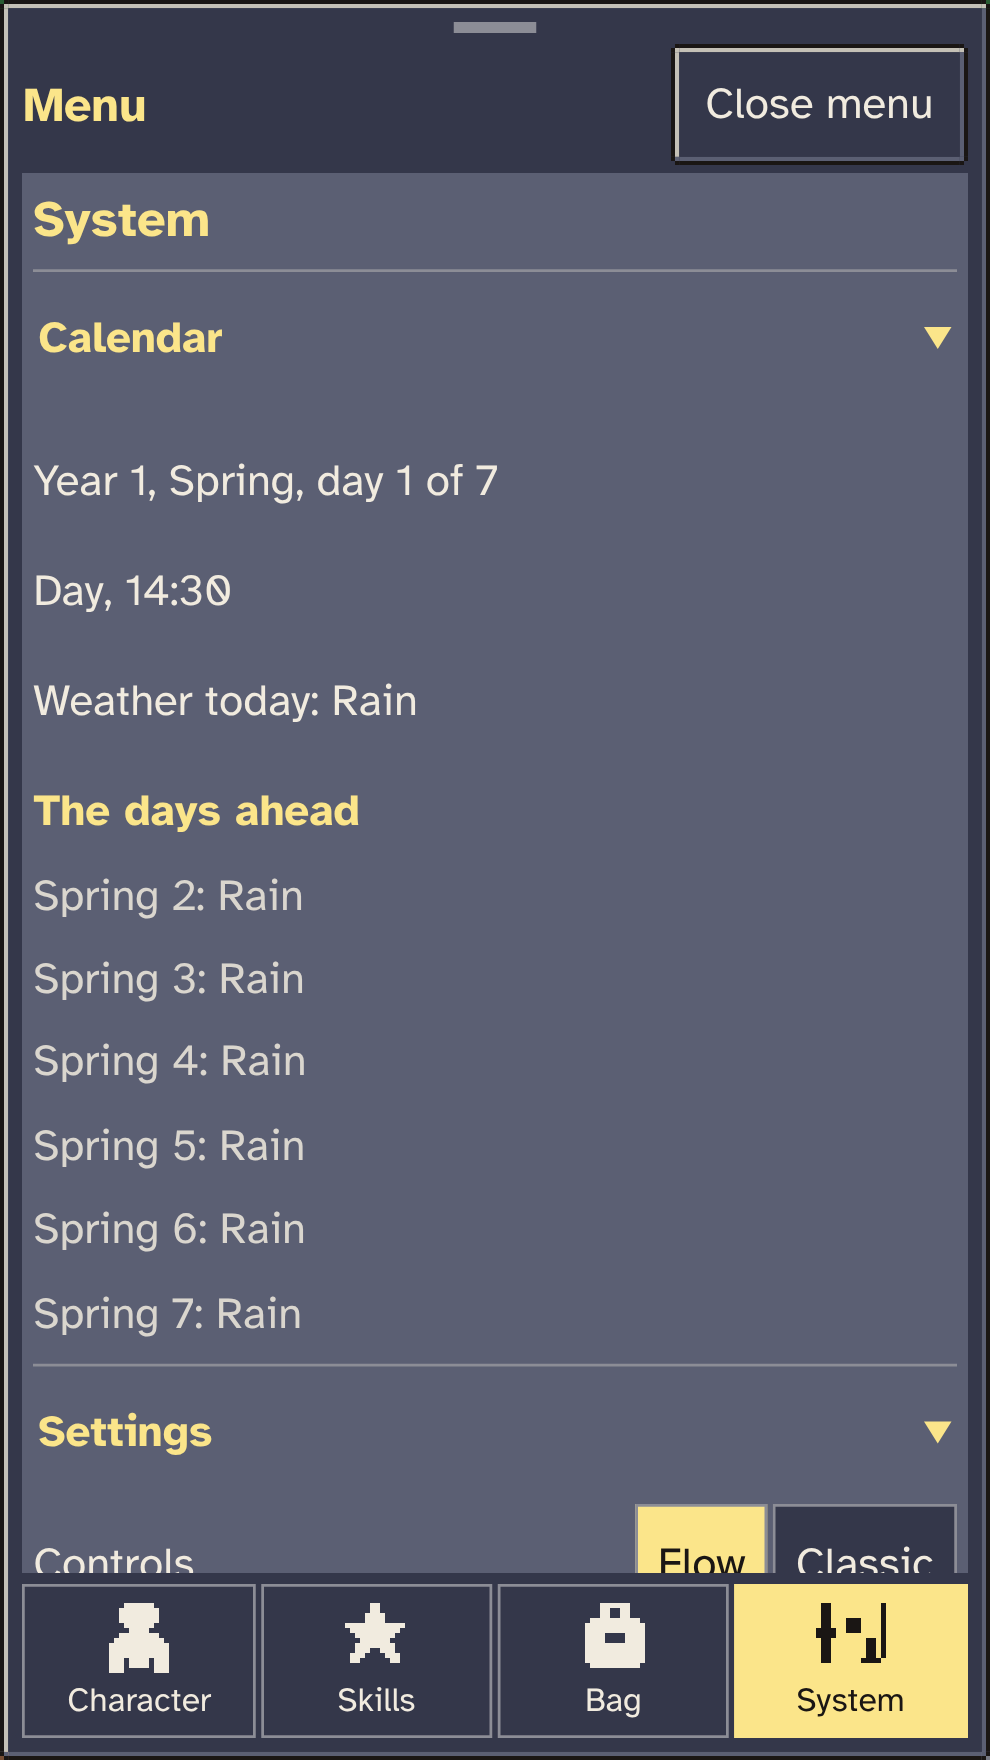 Menu
Close menu
System
Calendar
Year 1, Spring, day 1 of 7
Day, 14:30
Weather today: Rain
The days ahead
Spring 2: Rain
Spring 3: Rain
Spring 4: Rain
Spring 5: Rain
Spring 6: Rain
Spring 7: Rain
Settings
Controls
Flow
Classic
Character
Skills
Bag
System